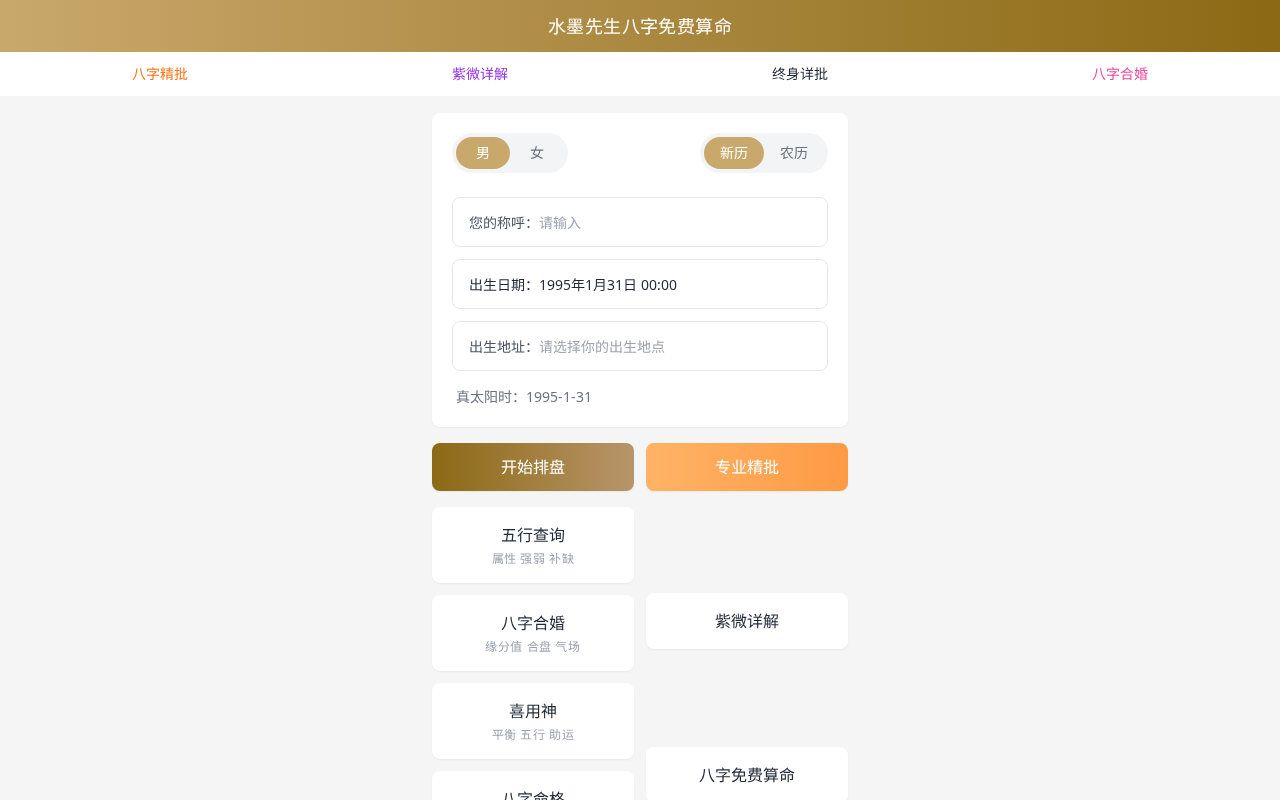 水墨先生八字免费算命
八字精批 紫微详解 终身详批 八字合婚
男 女 新历 农历
您的称呼：请输入
出生日期：1995年1月31日 00:00
出生地址：请选择你的出生地点
真太阳时：1995-1-31
开始排盘 专业精批
五行查询
属性 强弱 补缺
八字合婚
缘分值 合盘 气场
紫微详解
喜用神
平衡 五行 助运
八字免费算命
八字命格